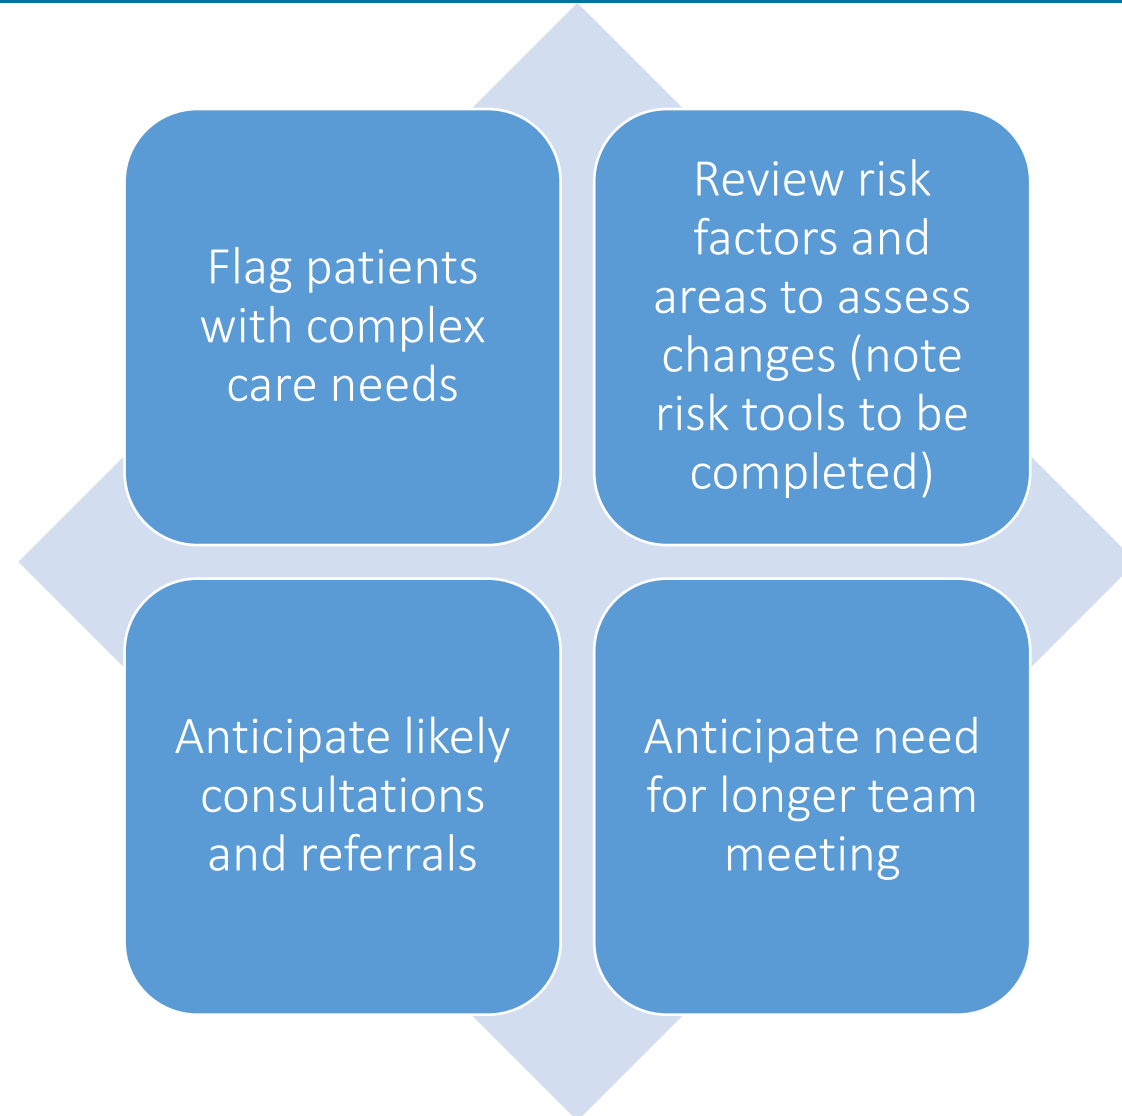 Flag patients
with complex
care needs
Review risk
factors and
areas to assess
changes (note
risk tools to be
completed)
Anticipate likely
consultations
and referrals
Anticipate need
for longer team
meeting